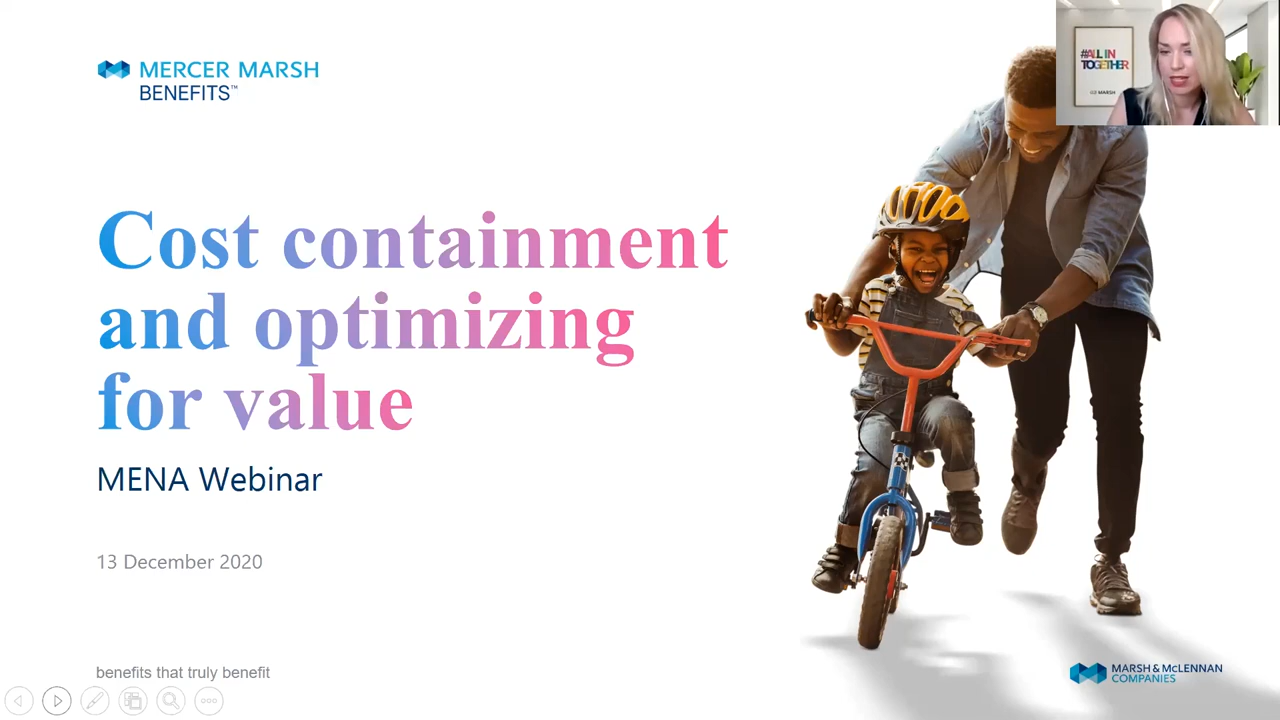 MERCER MARSH
BENEFITS™
#ALL IN
TOGETHER
MARSH
Cost containment
and optimizing
for value
MENA Webinar
13 December 2020
benefits that truly benefit
MARSH & McLENNAN
COMPANIES